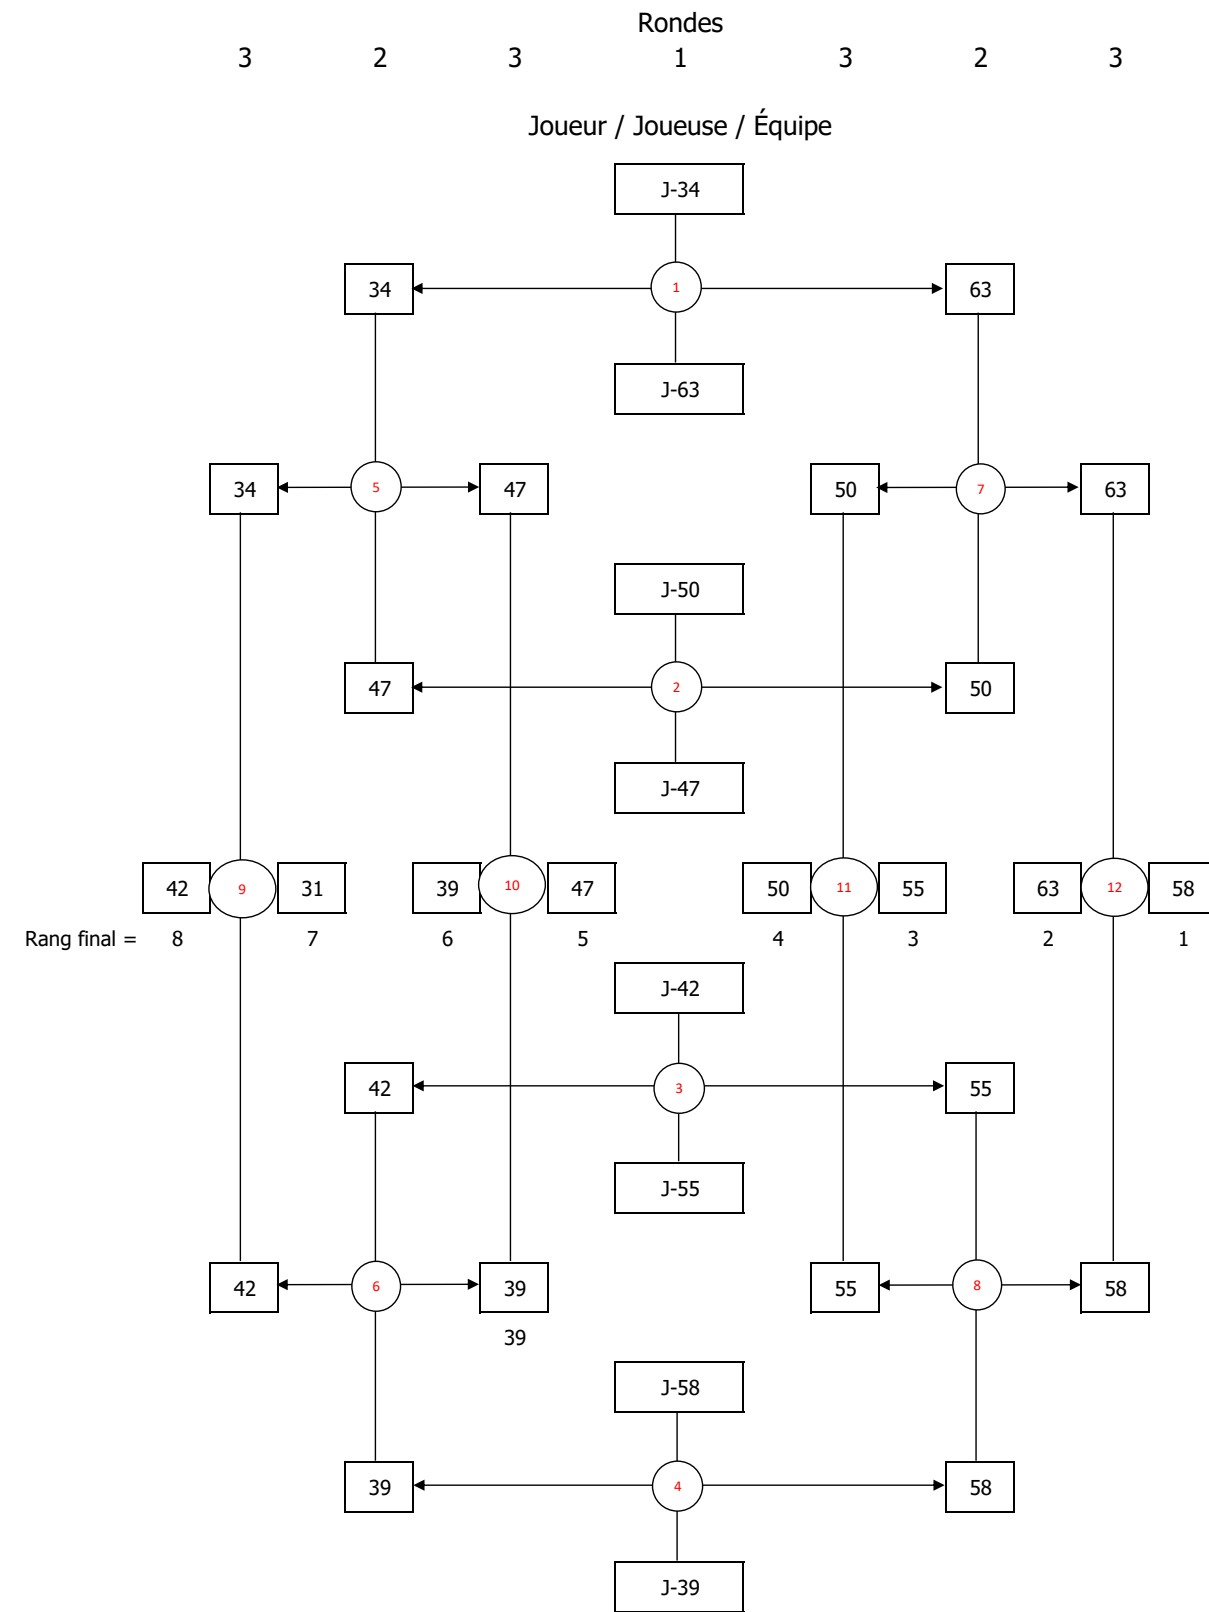 Rondes
3 2 3 1 3 2 3
Joueur / Joueuse / Équipe
J-34
34 1 63
J-63
34 5 47 50 7 63
J-50
47 2 50
J-47
42 9 31 39 10 47 50 11 55 63 12 58
Rang final = 8 7 6 5 4 3 2 1
J-42
42 3 55
J-55
42 6 39 55 8 58
39
J-58
39 4 58
J-39